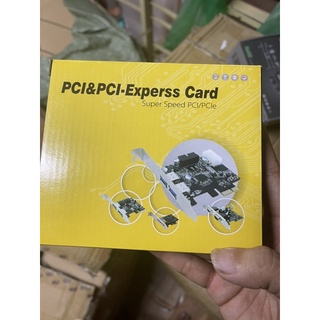 PCI&PCI-Experss Card
Super Speed PCI/PCIe